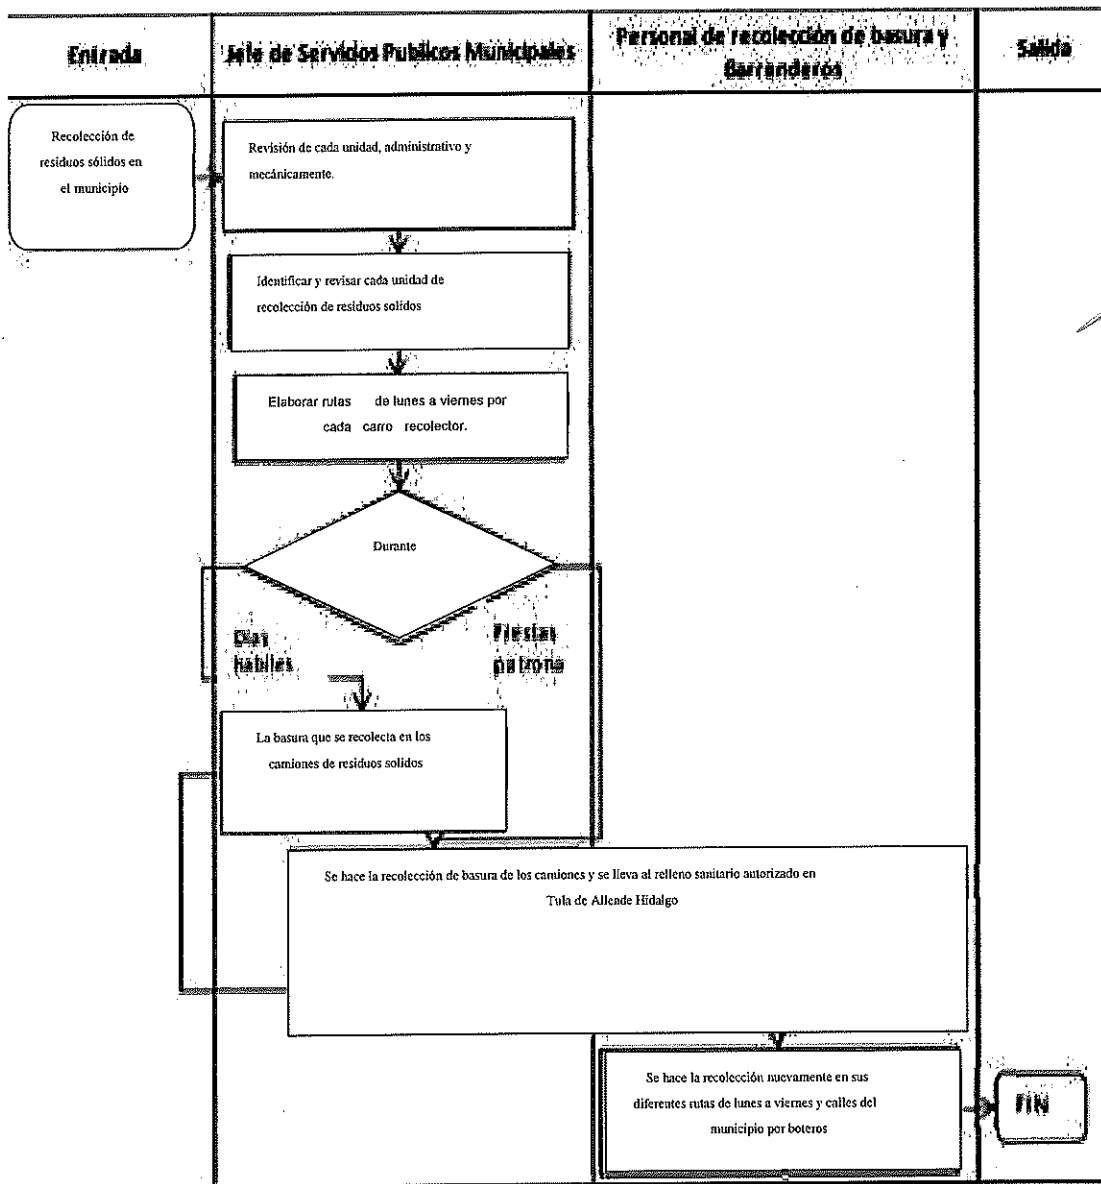 Entrada
Jefe de Servicios Publicos Municipales
Personal de recolección de basura y
Barrenderos
Salida
Recolección de
residuos sólidos en
el municipio
Revisión de cada unidad, administrativo y
mecánicamente.
Identificar y revisar cada unidad de
recolección de residuos solidos
Elaborar rutas de lunes a viernes por
cada carro recolector.
Durante
Dias
habiles
Fiestas
patrona
La basura que se recolecta en los
camiones de residuos solidos
Se hace la recolección de basura de los camiones y se lleva al relleno sanitario autorizado en
Tula de Allende Hidalgo
Se hace la recolección nuevamente en sus
diferentes rutas de lunes a viernes y calles del
municipio por boteros
FIN